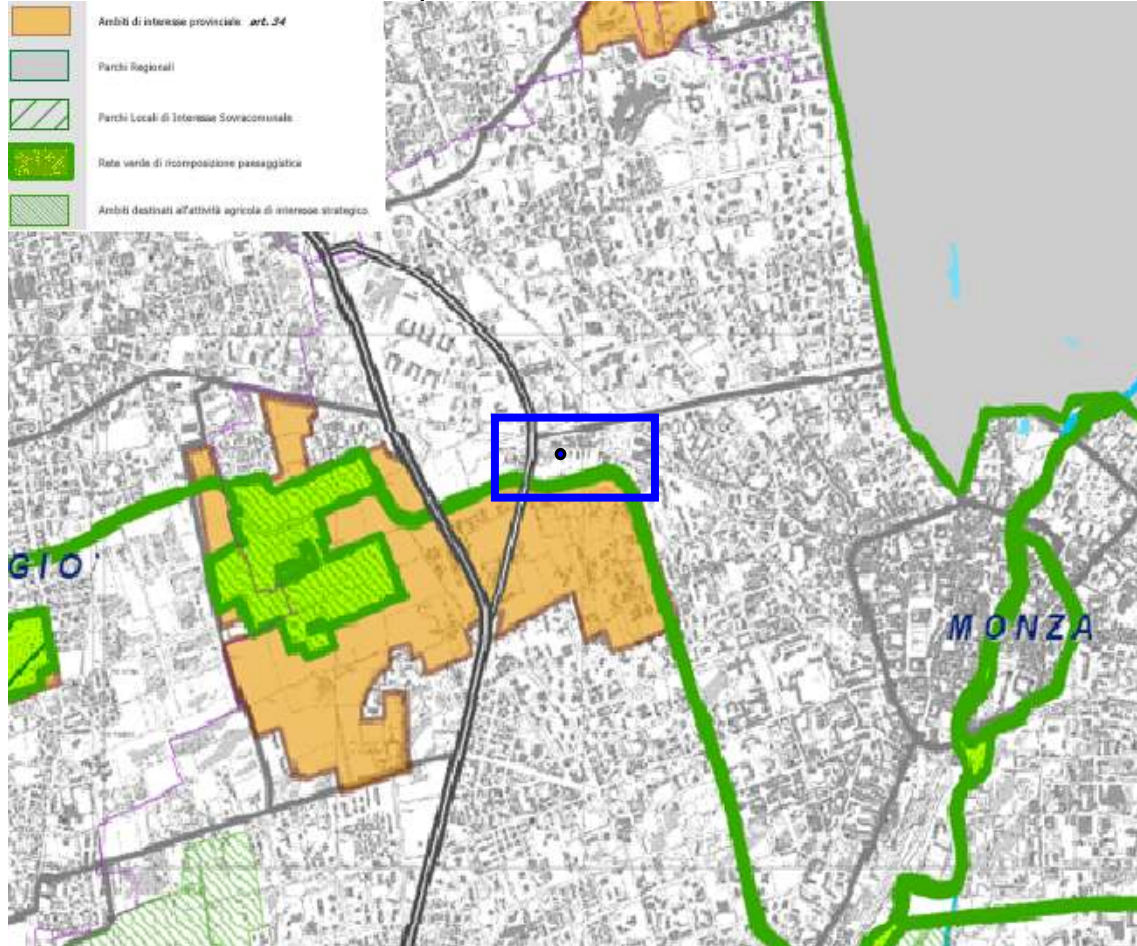 Ambiti di interesse provinciale art. 34
Parchi Regionali
Parchi Locali di Interesse Sovracomunale
Rete verde di ricomposizione paesaggistica
Ambiti destinati all'attività agricola di interesse strategico
GIO'
MONZA